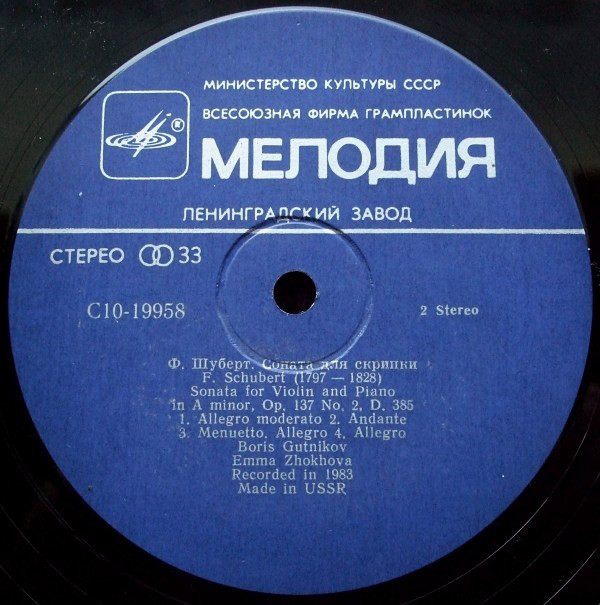 МИНИСТЕРСТВО КУЛЬТУРЫ СССР
ВСЕСОЮЗНАЯ ФИРМА ГРАМПЛАСТИНОК
®
МЕЛОДИЯ
ЛЕНИНГРАДСКИЙ ЗАВОД
СТЕРЕО 33
С10-19958
2 Stereo
Ф. Шуберт. Соната для скрипки
F. Schubert (1797 — 1828)
Sonata for Violin and Piano
in A minor, Op. 137 No. 2, D. 385
1. Allegro moderato 2. Andante
3. Menuetto. Allegro 4. Allegro
Boris Gutnikov
Emma Zhokhova
Recorded in 1983
Made in USSR